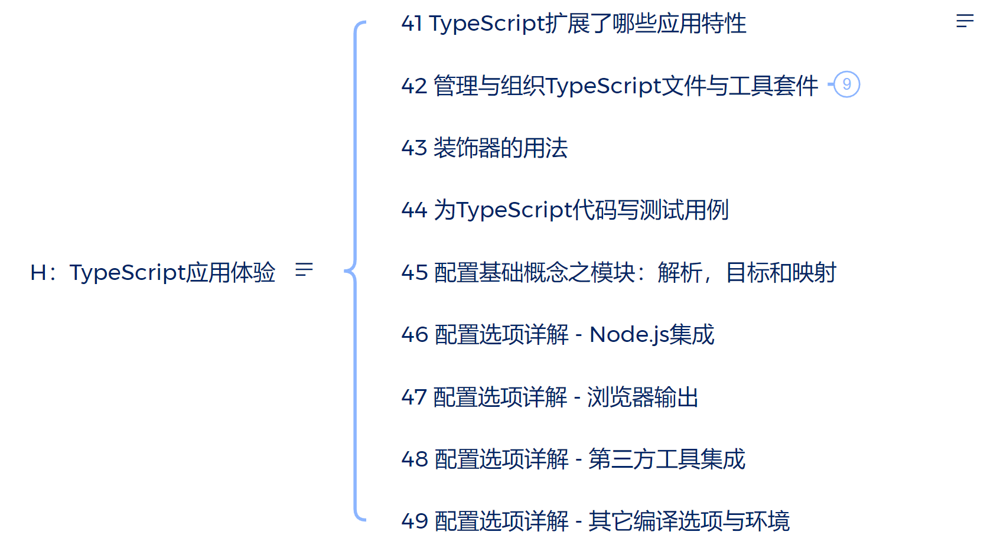 41 TypeScript扩展了哪些应用特性
42 管理与组织TypeScript文件与工具套件 9
43 装饰器的用法
44 为TypeScript代码写测试用例
H：TypeScript应用体验
45 配置基础概念之模块：解析，目标和映射
46 配置选项详解 - Node.js集成
47 配置选项详解 - 浏览器输出
48 配置选项详解 - 第三方工具集成
49 配置选项详解 - 其它编译选项与环境